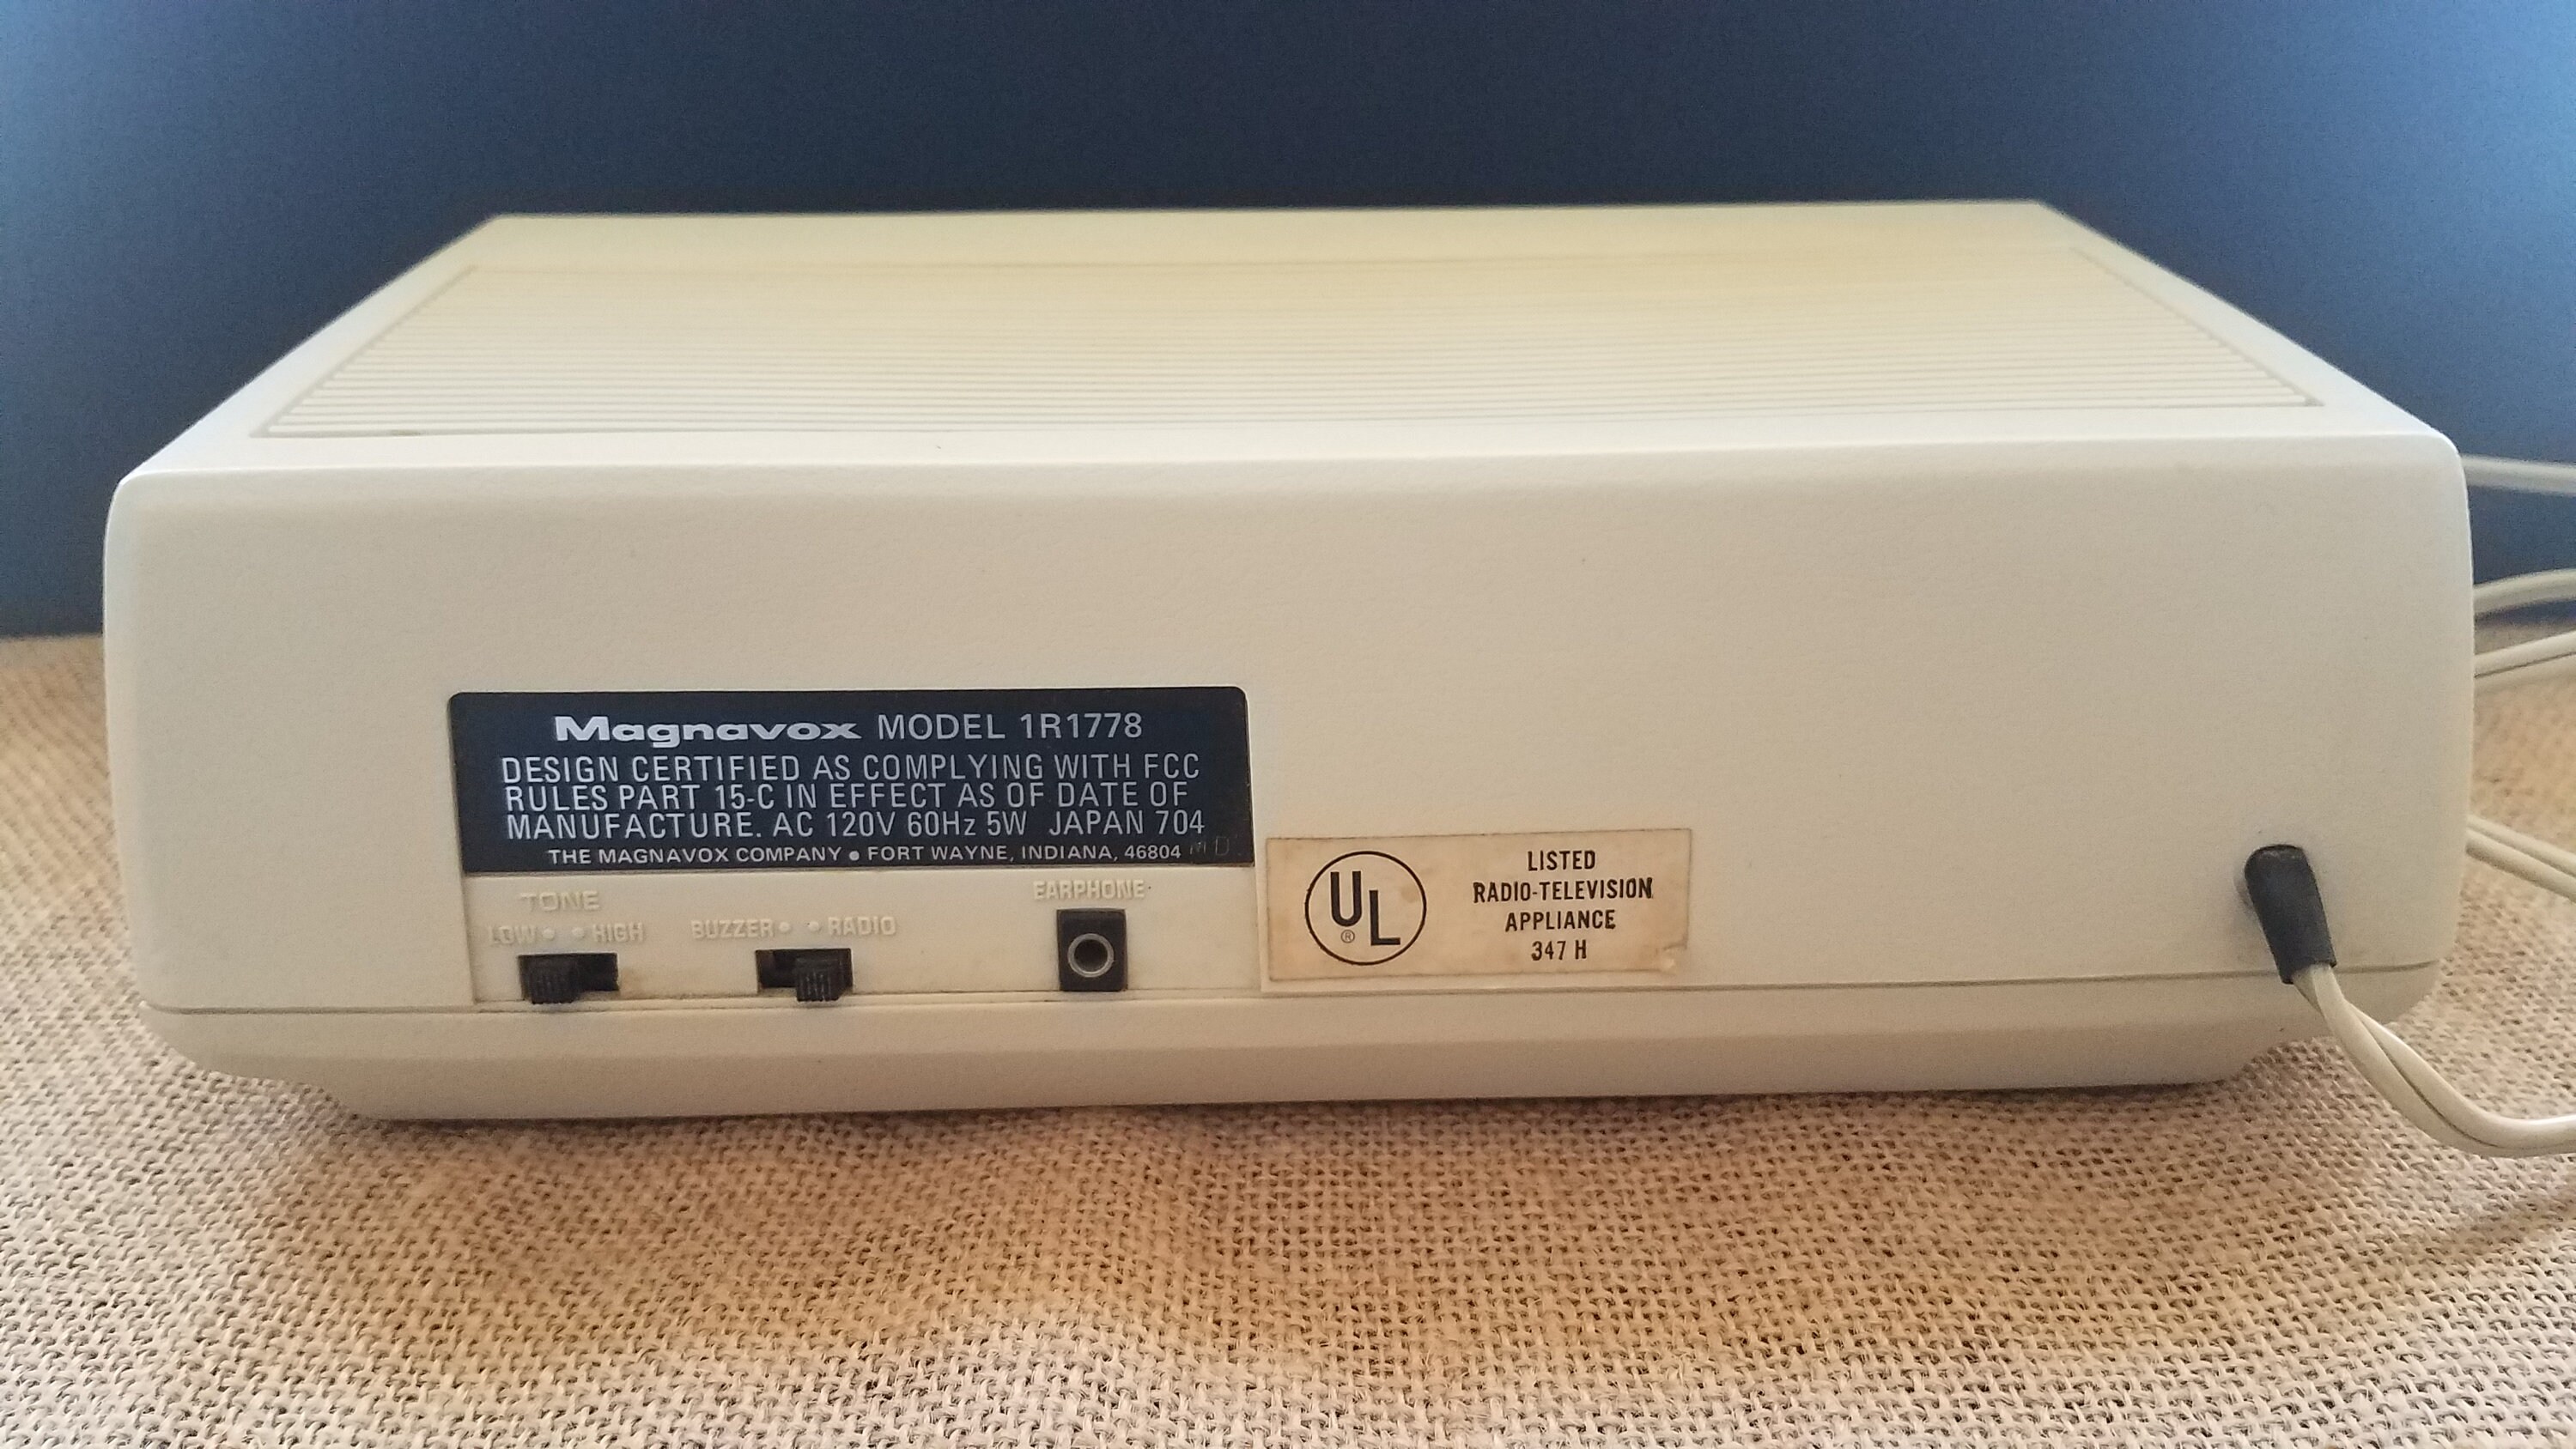 Magnavox MODEL 1R1778
DESIGN CERTIFIED AS COMPLYING WITH FCC
RULES PART 15-C IN EFFECT AS OF DATE OF
MANUFACTURE. AC 120V 60Hz 5W JAPAN 704
THE MAGNAVOX COMPANY • FORT WAYNE, INDIANA, 46804 MD
TONE
LOW • • HIGH
BUZZER • • RADIO
EARPHONE
UL ®
LISTED
RADIO-TELEVISION
APPLIANCE
347 H